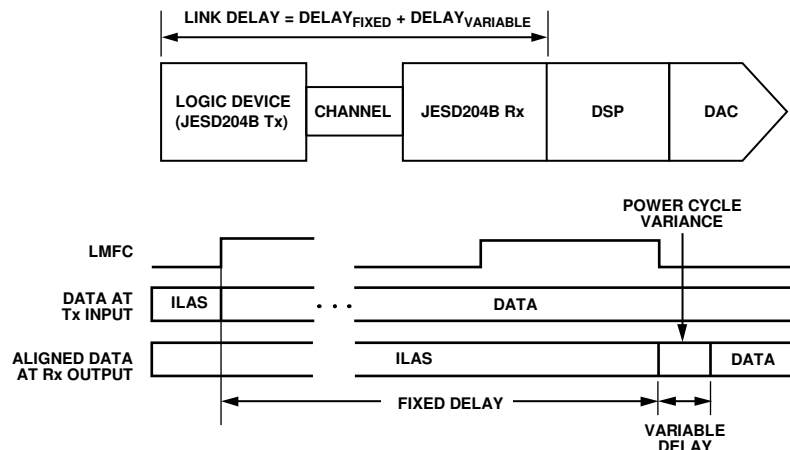 LINK DELAY = DELAYFIXED + DELAYVARIABLE
LOGIC DEVICE
(JESD204B Tx)
CHANNEL
JESD204B Rx
DSP
DAC
POWER CYCLE
VARIANCE
LMFC
DATA AT
Tx INPUT
ILAS
. . .
DATA
ALIGNED DATA
AT Rx OUTPUT
ILAS
DATA
FIXED DELAY
VARIABLE
DELAY